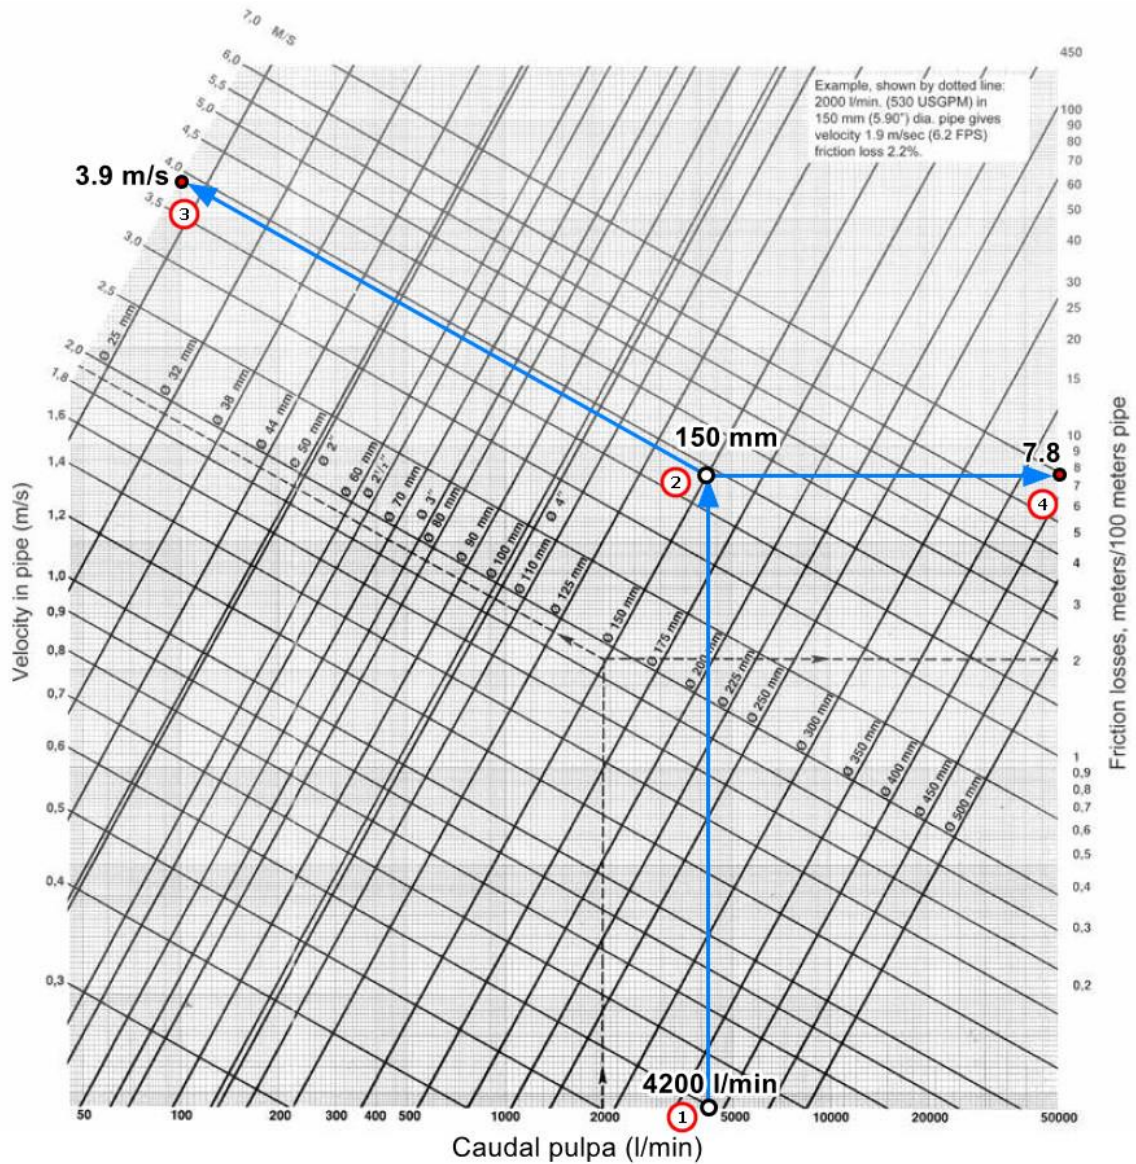 7,0 M/S
6,0
5,5
5,0
4,5
4,0
3,5
3,0
2,5
2,0
1,8
1,6
1,4
1,2
1,0
0,9
0,8
0,7
0,6
0,5
0,4
0,3
Velocity in pipe (m/s)
Example, shown by dotted line:
2000 l/min. (530 USGPM) in
150 mm (5.90") dia. pipe gives
velocity 1.9 m/sec (6.2 FPS)
friction loss 2.2%.
3.9 m/s
3
150 mm
2
7.8
4
4200 l/min
1
Ø 25 mm
Ø 32 mm
Ø 38 mm
Ø 44 mm
Ø 50 mm
Ø 2"
Ø 60 mm
Ø 2½"
Ø 70 mm
Ø 3"
Ø 80 mm
Ø 90 mm
Ø 100 mm
Ø 110 mm
Ø 4"
Ø 125 mm
Ø 150 mm
Ø 175 mm
Ø 200 mm
Ø 225 mm
Ø 250 mm
Ø 300 mm
Ø 350 mm
Ø 400 mm
Ø 450 mm
Ø 500 mm
450
100
90
80
70
60
50
40
30
25
20
15
10
9
8
7
6
5
4
3
2
1
0,9
0,8
0,7
0,6
0,5
0,4
0,3
0,2
Friction losses, meters/100 meters pipe
50 100 200 300 400 500 1000 2000 5000 10000 20000 50000
Caudal pulpa (l/min)